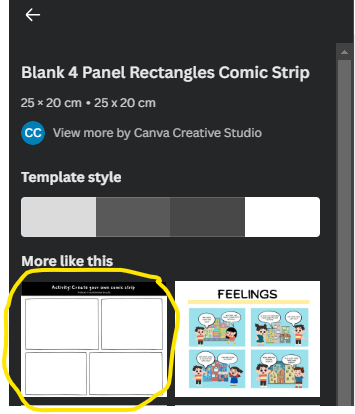 Blank 4 Panel Rectangles Comic Strip
25 × 20 cm • 25 x 20 cm
CC View more by Canva Creative Studio
Template style
More like this
Activity: Create your own comic strip
FEELINGS